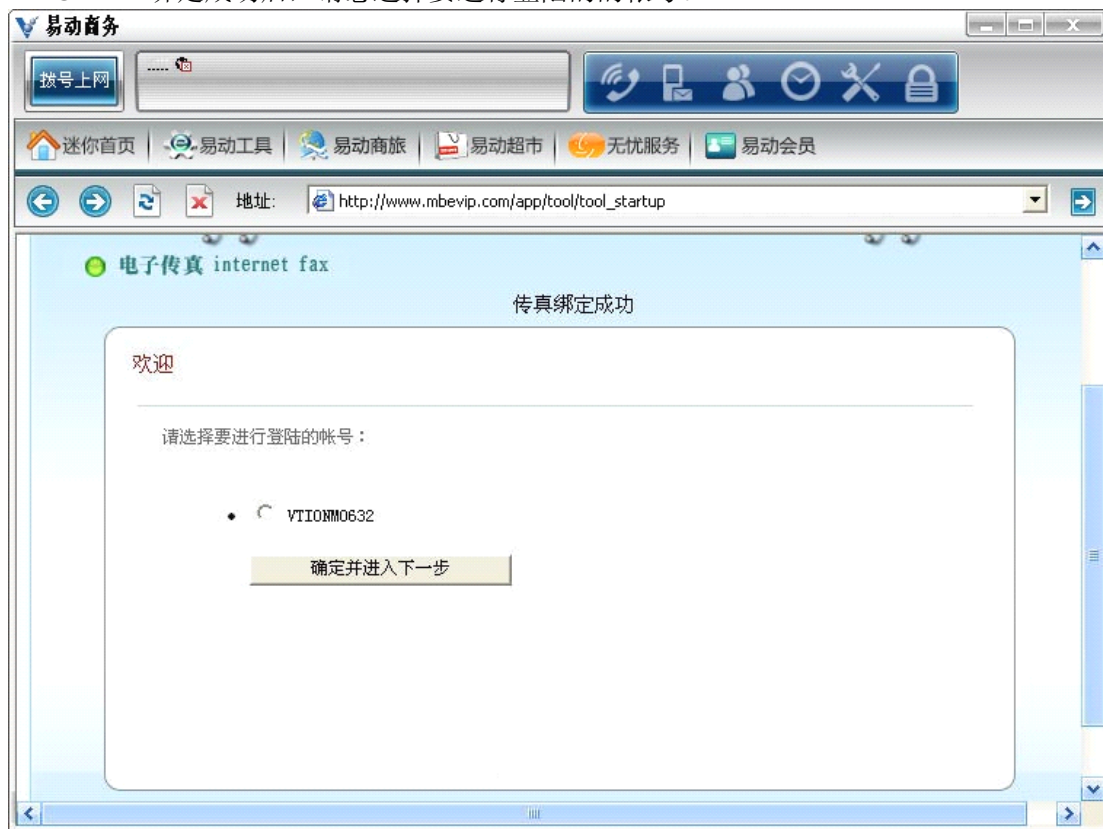 易动商务
拨号上网
.....
迷你首页 易动工具 易动商旅 易动超市 无忧服务 易动会员
地址: http://www.mbevip.com/app/tool/tool_startup
电子传真 internet fax
传真绑定成功
欢迎
请选择要进行登陆的帐号：
VTIONM0632
确定并进入下一步